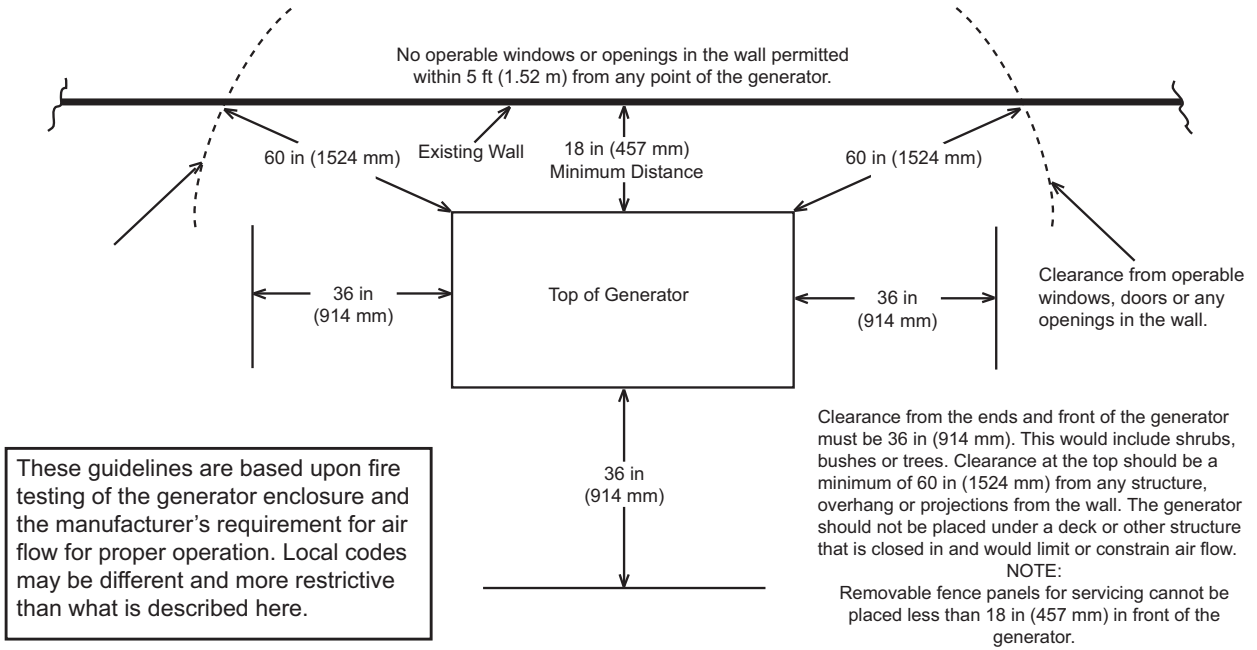 No operable windows or openings in the wall permitted
within 5 ft (1.52 m) from any point of the generator.
60 in (1524 mm)
Existing Wall
18 in (457 mm)
Minimum Distance
60 in (1524 mm)
36 in
(914 mm)
Top of Generator
36 in
(914 mm)
Clearance from operable
windows, doors or any
openings in the wall.
36 in
(914 mm)
These guidelines are based upon fire
testing of the generator enclosure and
the manufacturer’s requirement for air
flow for proper operation. Local codes
may be different and more restrictive
than what is described here.
Clearance from the ends and front of the generator
must be 36 in (914 mm). This would include shrubs,
bushes or trees. Clearance at the top should be a
minimum of 60 in (1524 mm) from any structure,
overhang or projections from the wall. The generator
should not be placed under a deck or other structure
that is closed in and would limit or constrain air flow.
NOTE:
Removable fence panels for servicing cannot be
placed less than 18 in (457 mm) in front of the
generator.